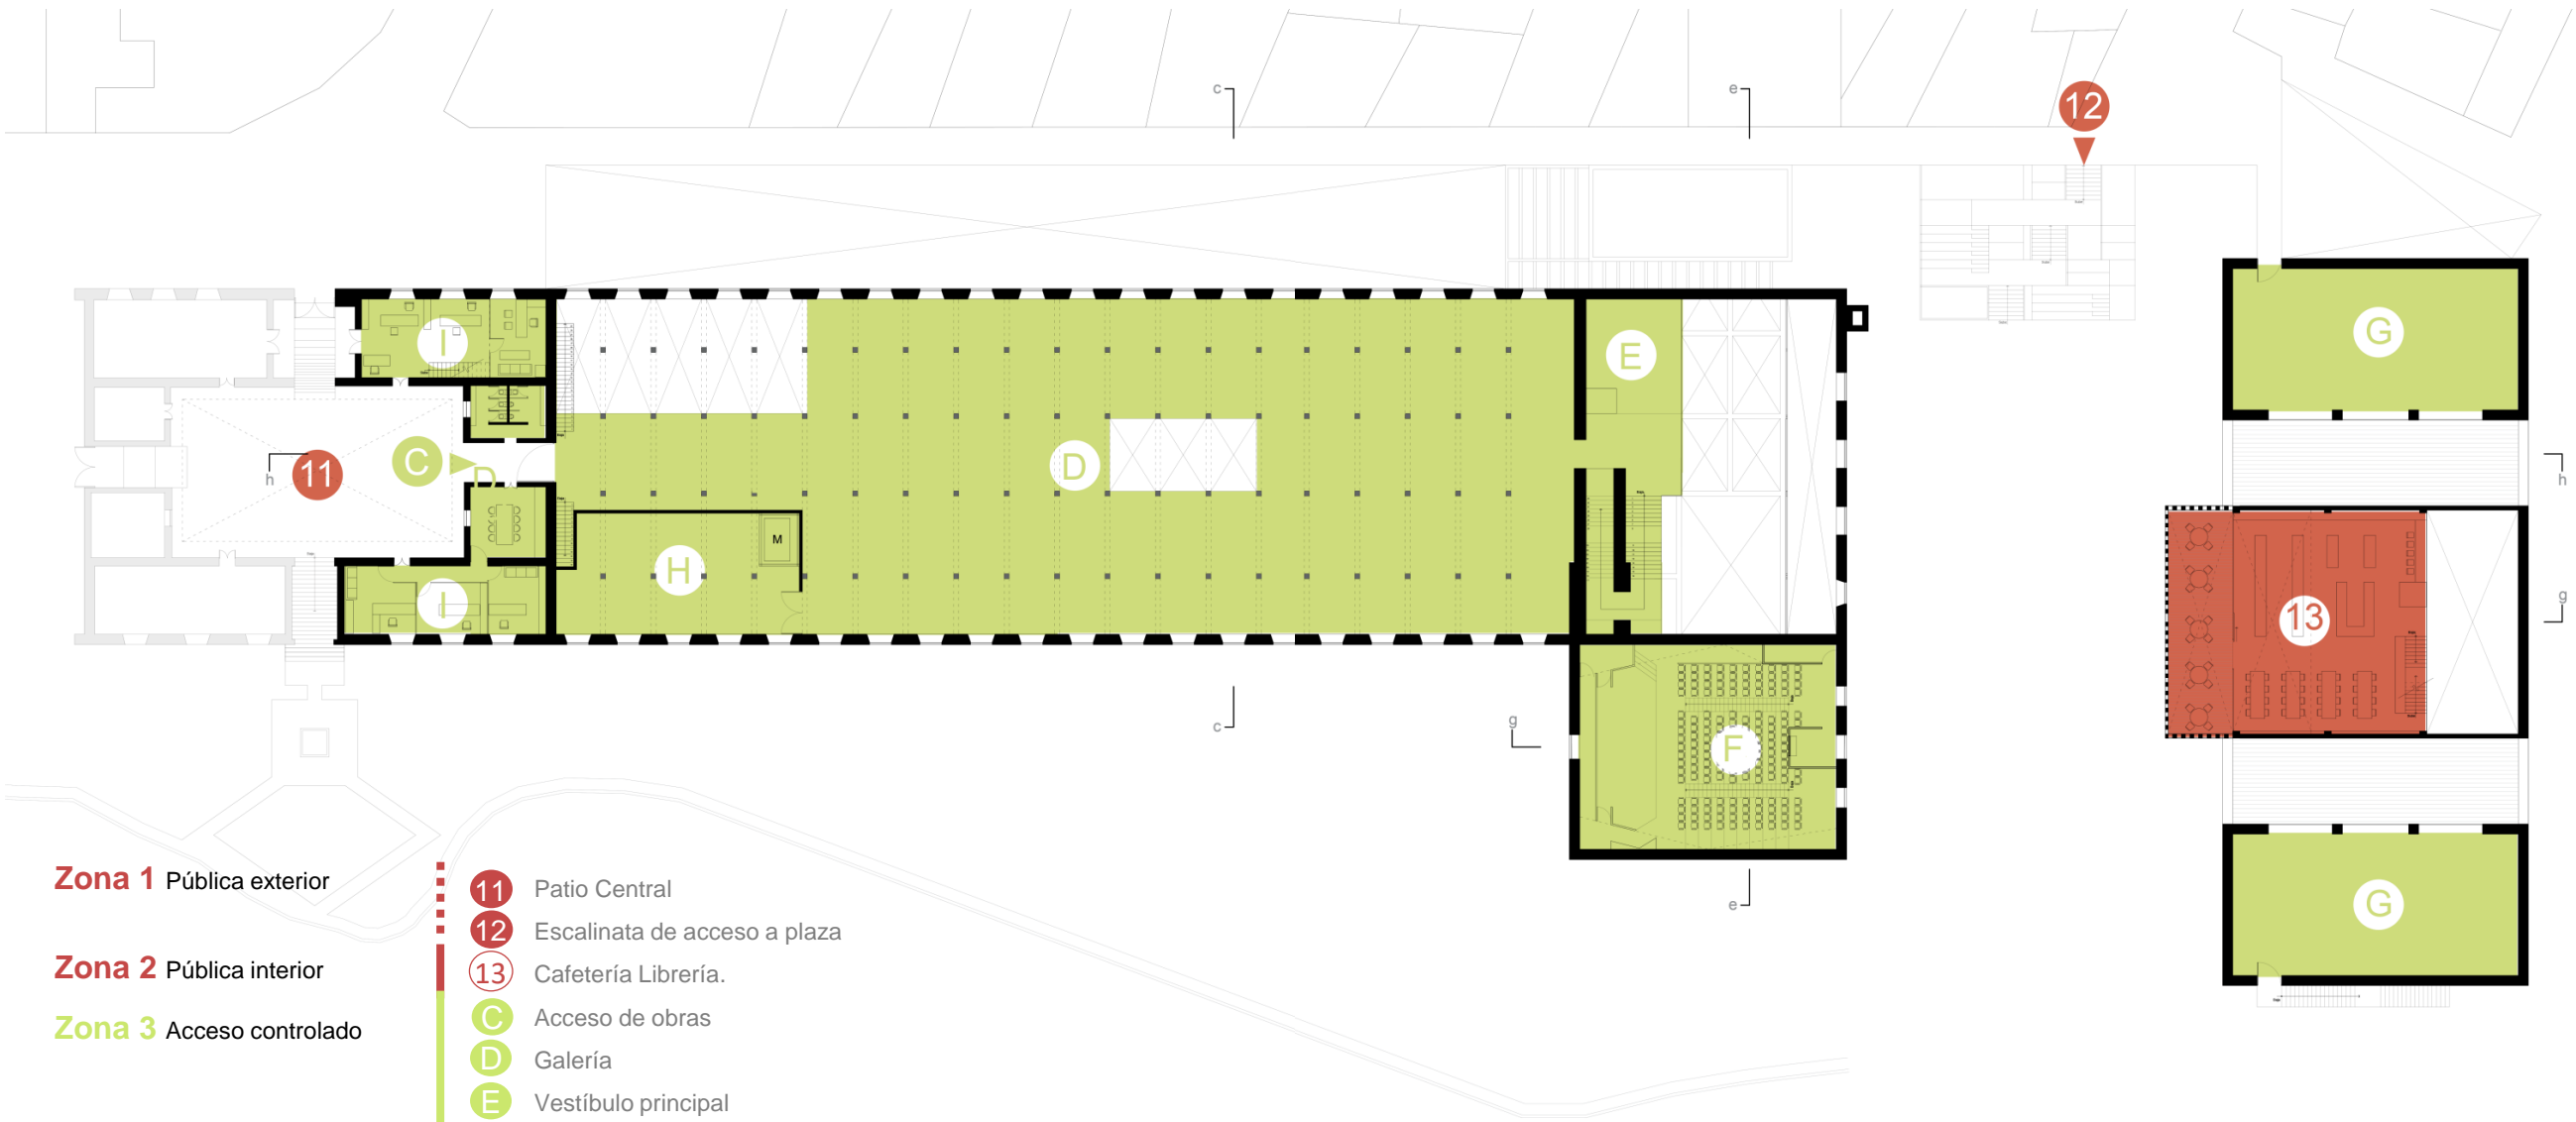 c
e
12
I
E
G
C
11
h
D
D
h
M
H
I
13
g
c
g
F
e
G
Zona 1 Pública exterior
Zona 2 Pública interior
Zona 3 Acceso controlado
11 Patio Central
12 Escalinata de acceso a plaza
13 Cafetería Librería.
C Acceso de obras
D Galería
E Vestíbulo principal